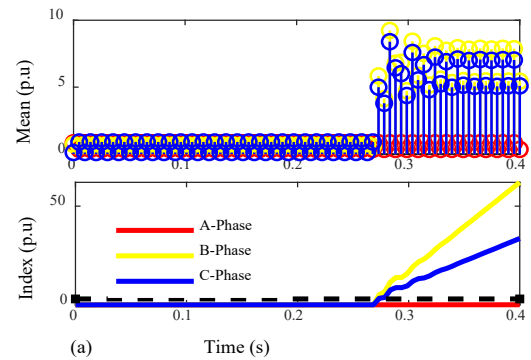 10
Mean (p.u)
5
0
0 0.1 0.2 0.3 0.4
50
Index (p.u)
A-Phase
B-Phase
C-Phase
0
0 0.1 0.2 0.3 0.4
(a) Time (s)